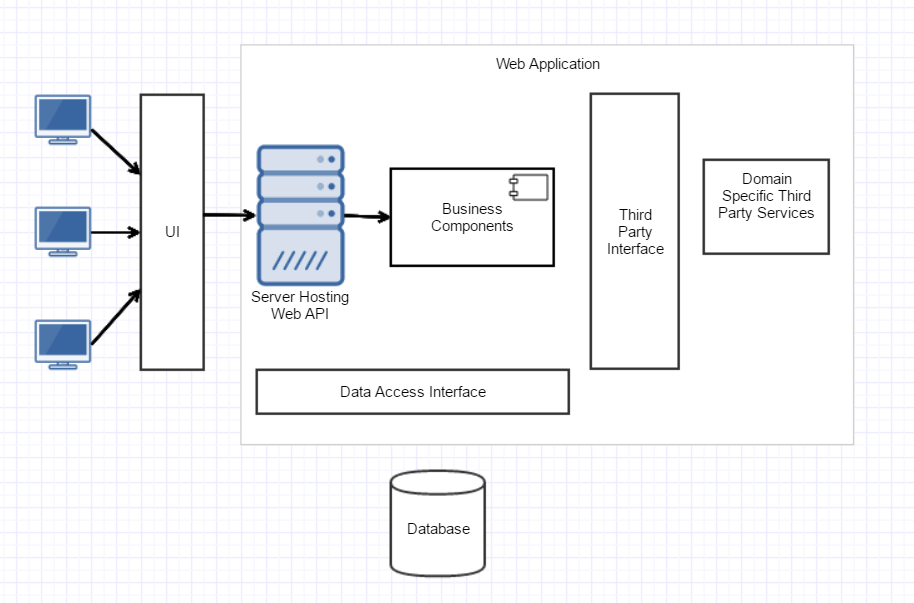 Web Application
UI
Server Hosting
Web API
Business
Components
Third
Party
Interface
Domain
Specific Third
Party Services
Data Access Interface
Database